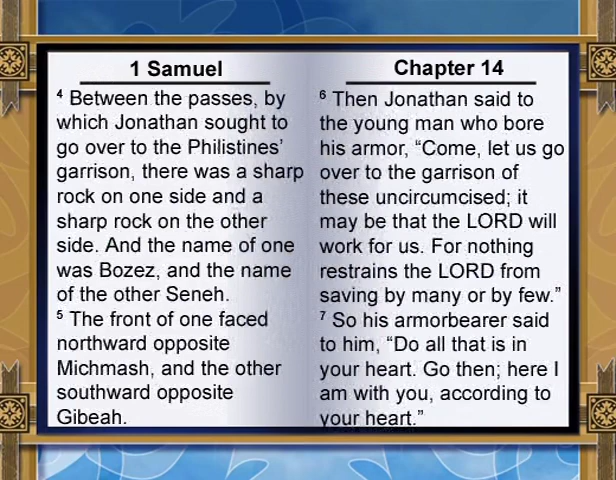 1 Samuel
⁴ Between the passes, by
which Jonathan sought to
go over to the Philistines’
garrison, there was a sharp
rock on one side and a
sharp rock on the other
side. And the name of one
was Bozez, and the name
of the other Seneh.
⁵ The front of one faced
northward opposite
Michmash, and the other
southward opposite
Gibeah.
Chapter 14
⁶ Then Jonathan said to
the young man who bore
his armor, “Come, let us go
over to the garrison of
these uncircumcised; it
may be that the LORD will
work for us. For nothing
restrains the LORD from
saving by many or by few.”
⁷ So his armorbearer said
to him, “Do all that is in
your heart. Go then; here I
am with you, according to
your heart.”